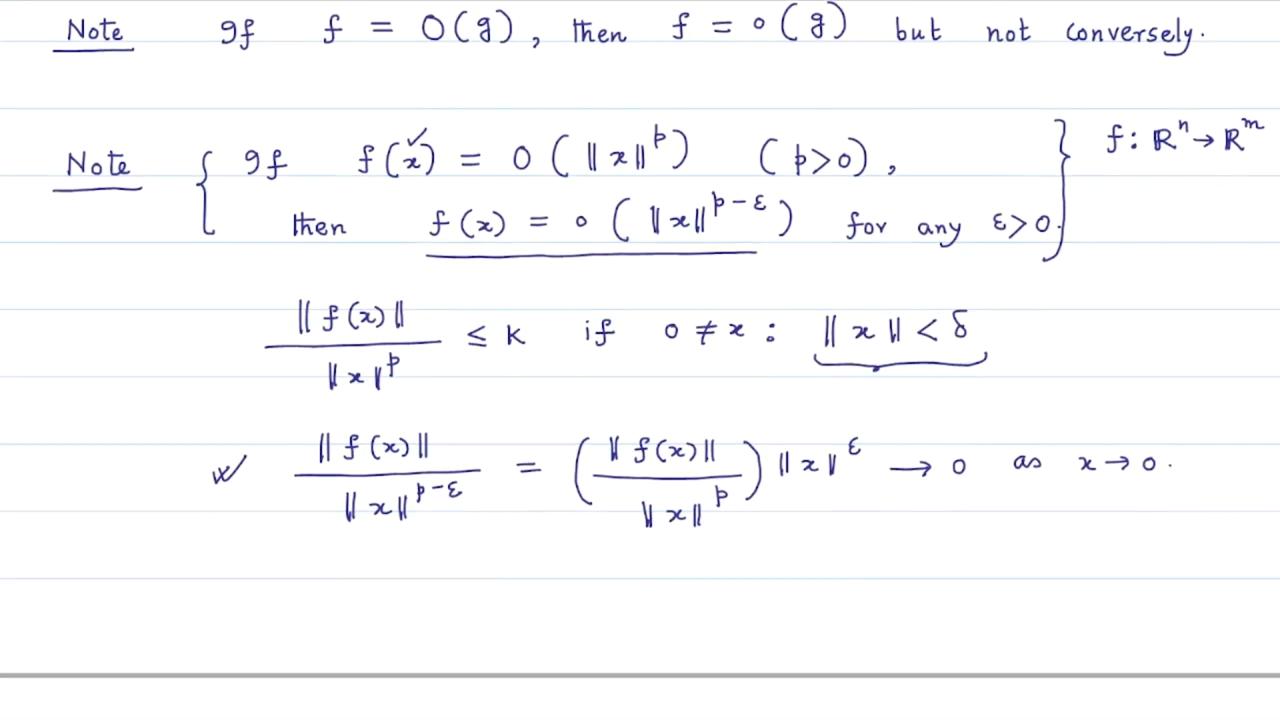 Note If f = O(g), then f = o(g) but not conversely.
Note { If f(x) = O(‖x‖^p) (p>0), } f: ℝ^n → ℝ^m
✓
then f(x) = o(‖x‖^{p-ε}) for any ε>0.
‖f(x)‖ / ‖x‖^p ≤ K if 0 ≠ x : ‖x‖ < δ
‖f(x)‖ / ‖x‖^{p-ε} = (‖f(x)‖ / ‖x‖^p) ‖x‖^ε → 0 as x → 0.